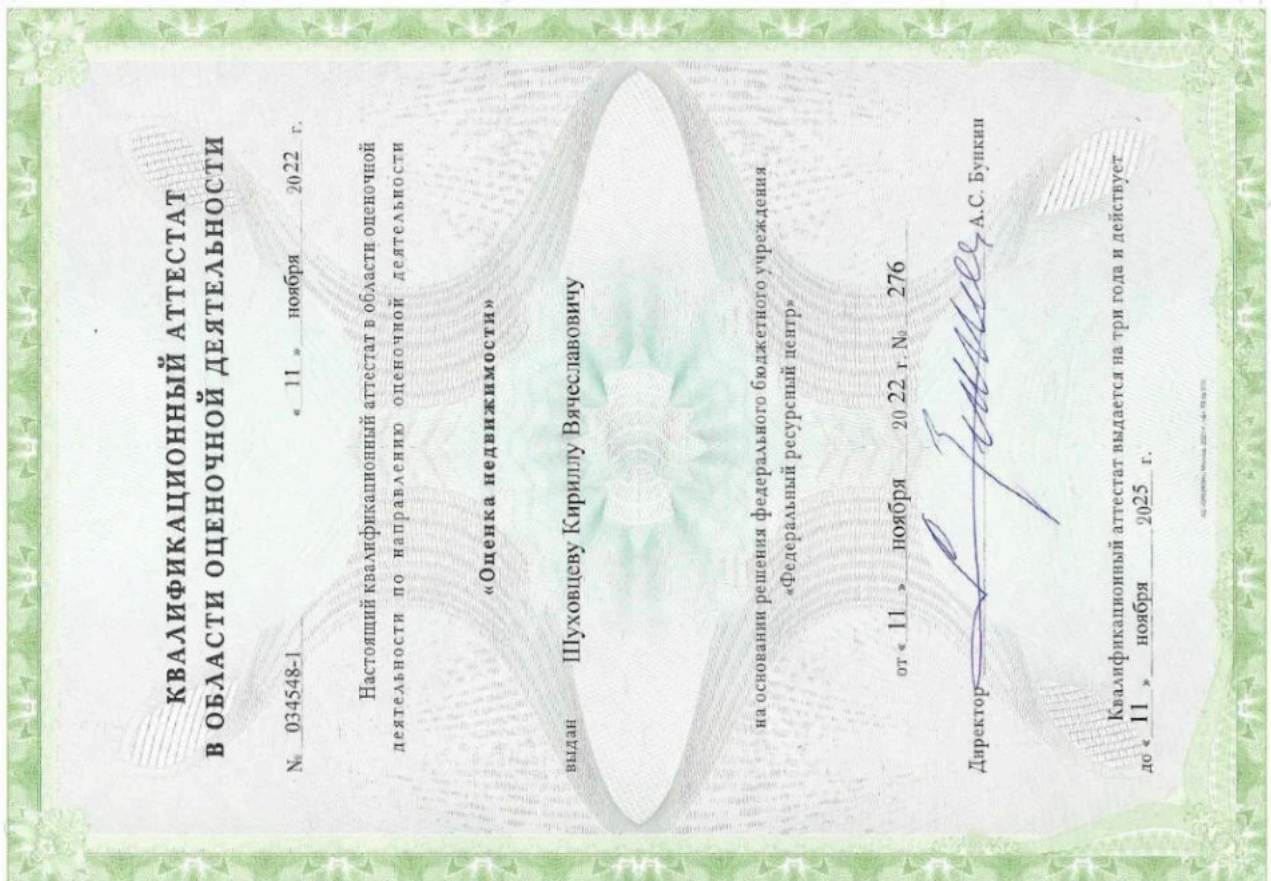 КВАЛИФИКАЦИОННЫЙ АТТЕСТАТ
В ОБЛАСТИ ОЦЕНОЧНОЙ ДЕЯТЕЛЬНОСТИ
№ 034548-1 « 11 » ноября 2022 г.
Настоящий квалификационный аттестат в области оценочной
деятельности по направлению оценочной деятельности
«Оценка недвижимости»
выдан Шуховцеву Кириллу Вячеславовичу
на основании решения федерального бюджетного учреждения
«Федеральный ресурсный центр»
от « 11 » ноября 20 22 г. № 276
Директор А.С. Бункин
Квалификационный аттестат выдается на три года и действует
до « 11 » ноября 2025 г.